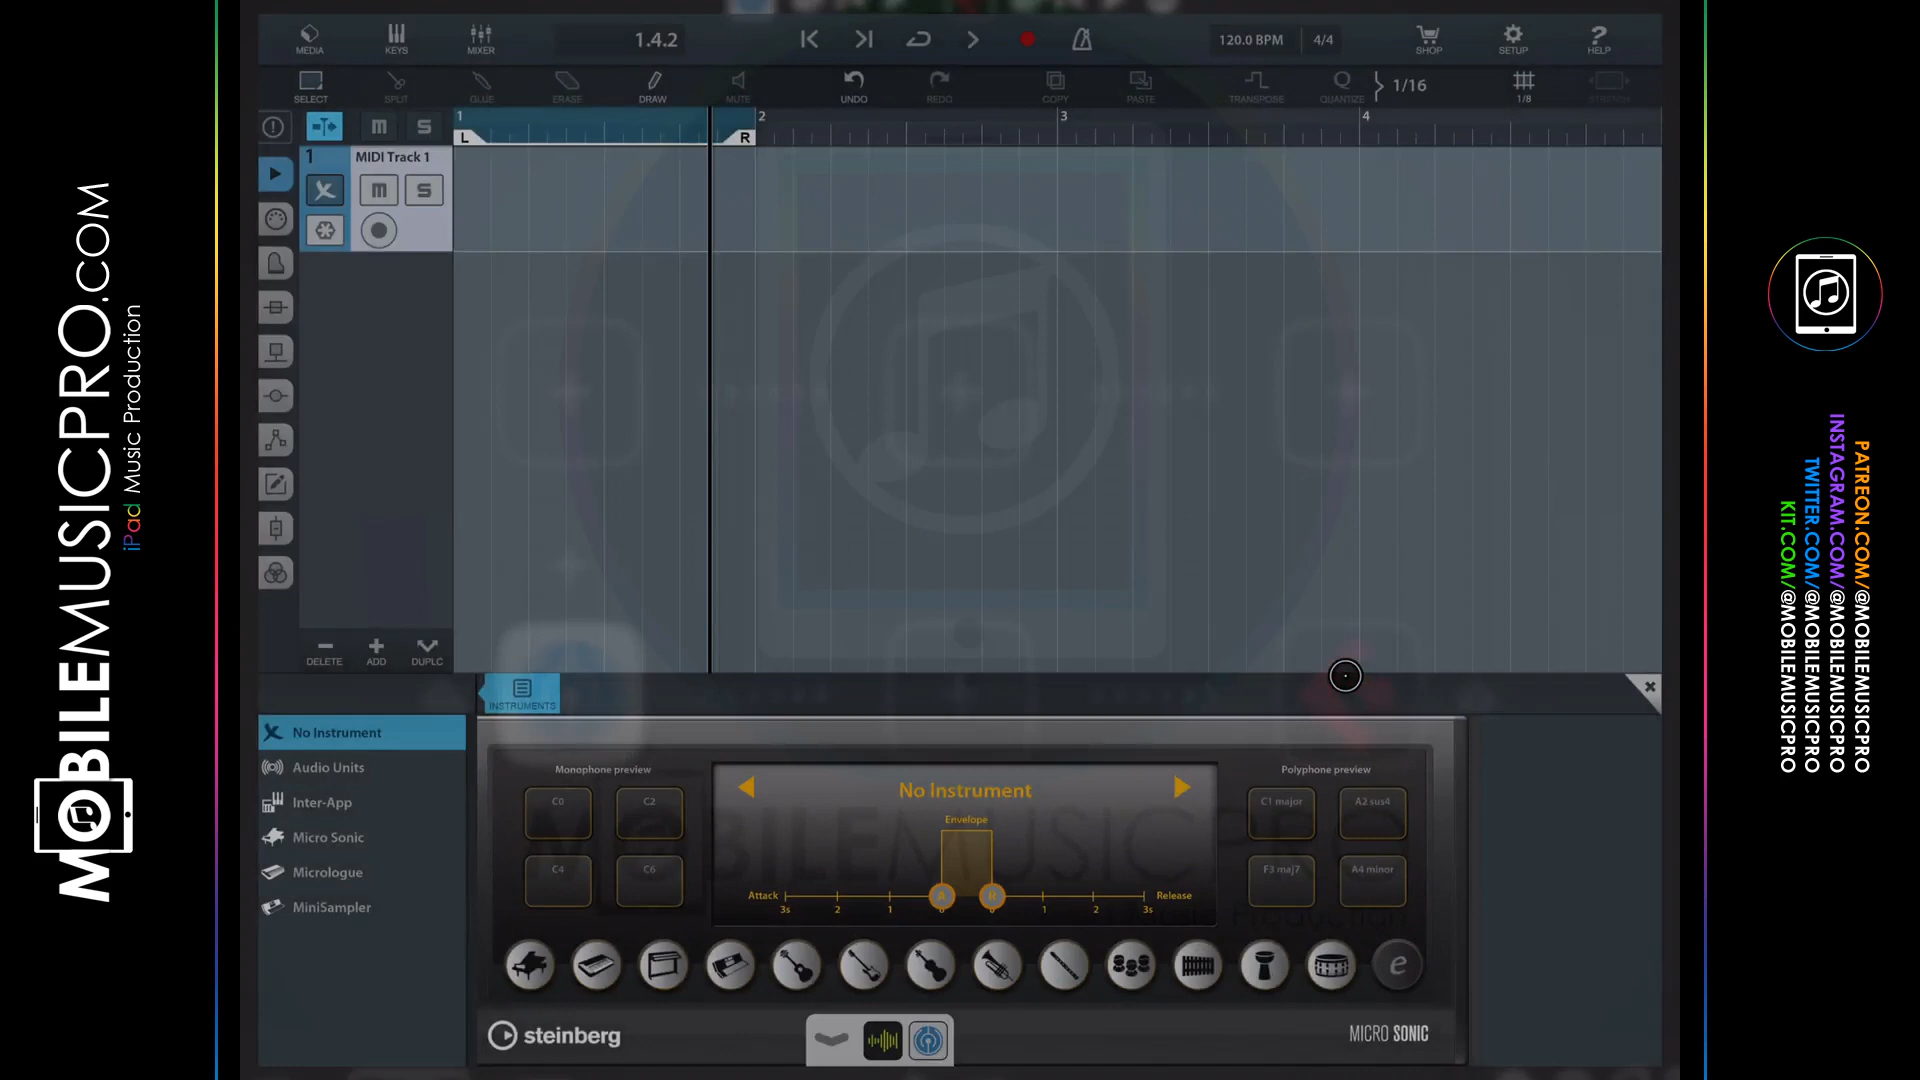 MEDIA KEYS MIXER 1.4.2 120.0 BPM 4/4 SHOP SETUP HELP
SELECT SPLIT GLUE ERASE DRAW MUTE UNDO REDO COPY PASTE TRANSPOSE QUANTIZE 1/16 1/8
m S 1 2 3 4
L R
1 MIDI Track 1
m S
DELETE ADD DUPLC
INSTRUMENTS
No Instrument
Audio Units
Inter-App
Micro Sonic
Micrologue
MiniSampler
Monophone preview
C0 C2
C4 C6
No Instrument
Envelope
Attack A R Release
3s 2 1 0 0 1 2 3s
Polyphone preview
C1 major A2 sus4
F3 maj7 A4 minor
e
steinberg
MICRO SONIC
MOBILEMUSICPRO.COM
iPad Music Production
PATREON.COM/@MOBILEMUSICPRO
INSTAGRAM.COM/@MOBILEMUSICPRO
TWITTER.COM/@MOBILEMUSICPRO
KIT.COM/@MOBILEMUSICPRO
MOBILEMUSICPRO